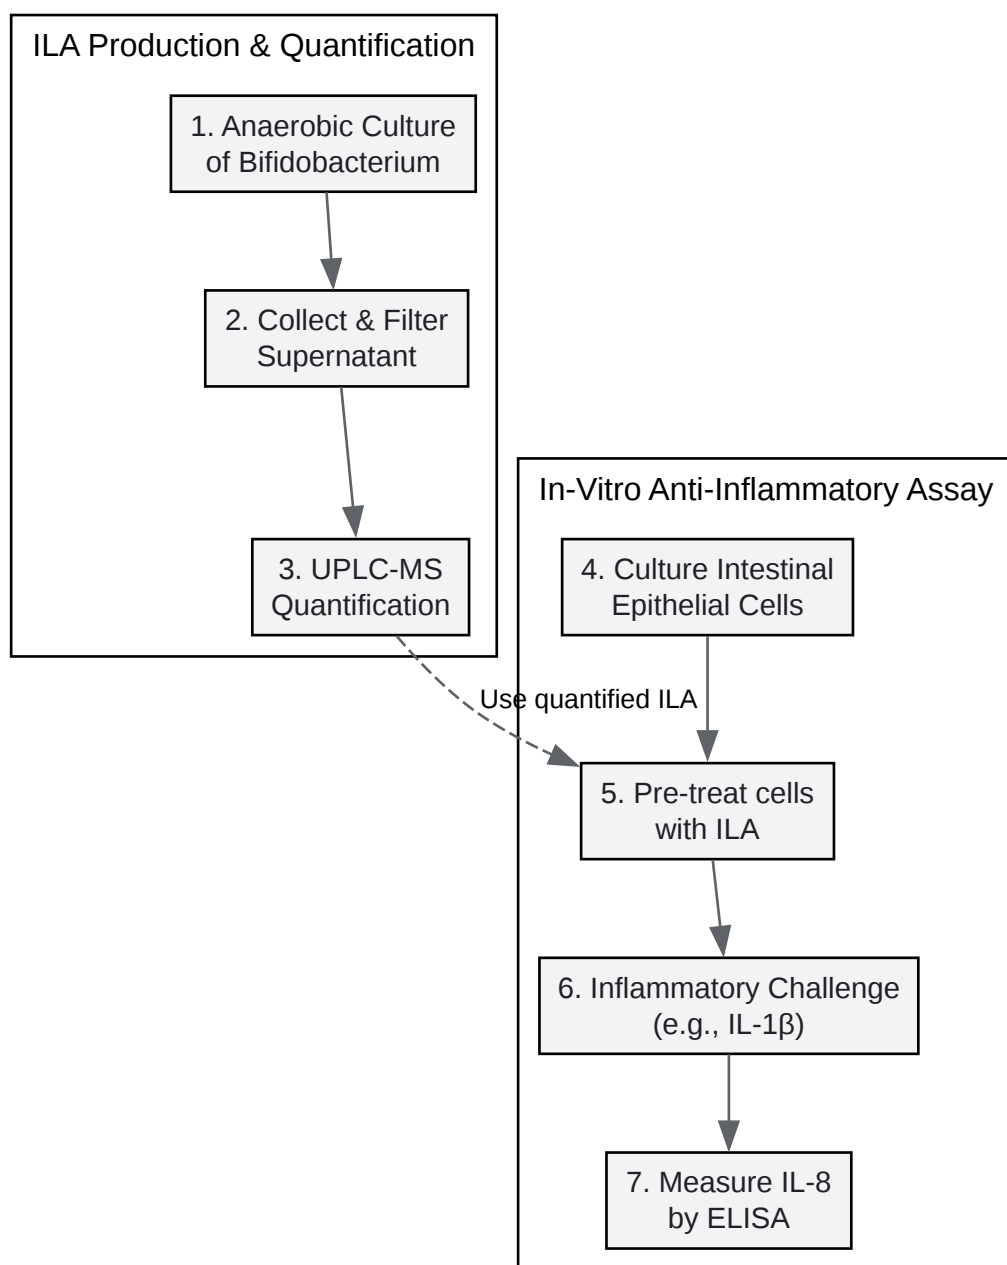 ILA Production & Quantification
1. Anaerobic Culture
of Bifidobacterium
2. Collect & Filter
Supernatant
3. UPLC-MS
Quantification
Use quantified ILA
In-Vitro Anti-Inflammatory Assay
4. Culture Intestinal
Epithelial Cells
5. Pre-treat cells
with ILA
6. Inflammatory Challenge
(e.g., IL-1β)
7. Measure IL-8
by ELISA